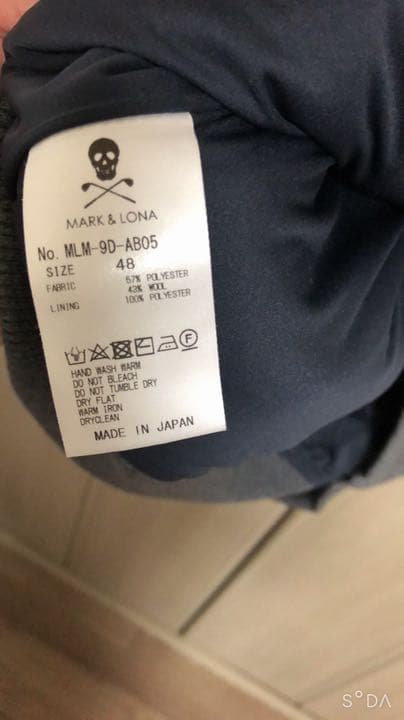 MARK & LONA
No. MLM-9D-AB05
SIZE 48
FABRIC 57% POLYESTER
43% WOOL
LINING 100% POLYESTER
HAND WASH WARM
DO NOT BLEACH
DO NOT TUMBLE DRY
DRY FLAT
WARM IRON
DRYCLEAN
MADE IN JAPAN
S°DA